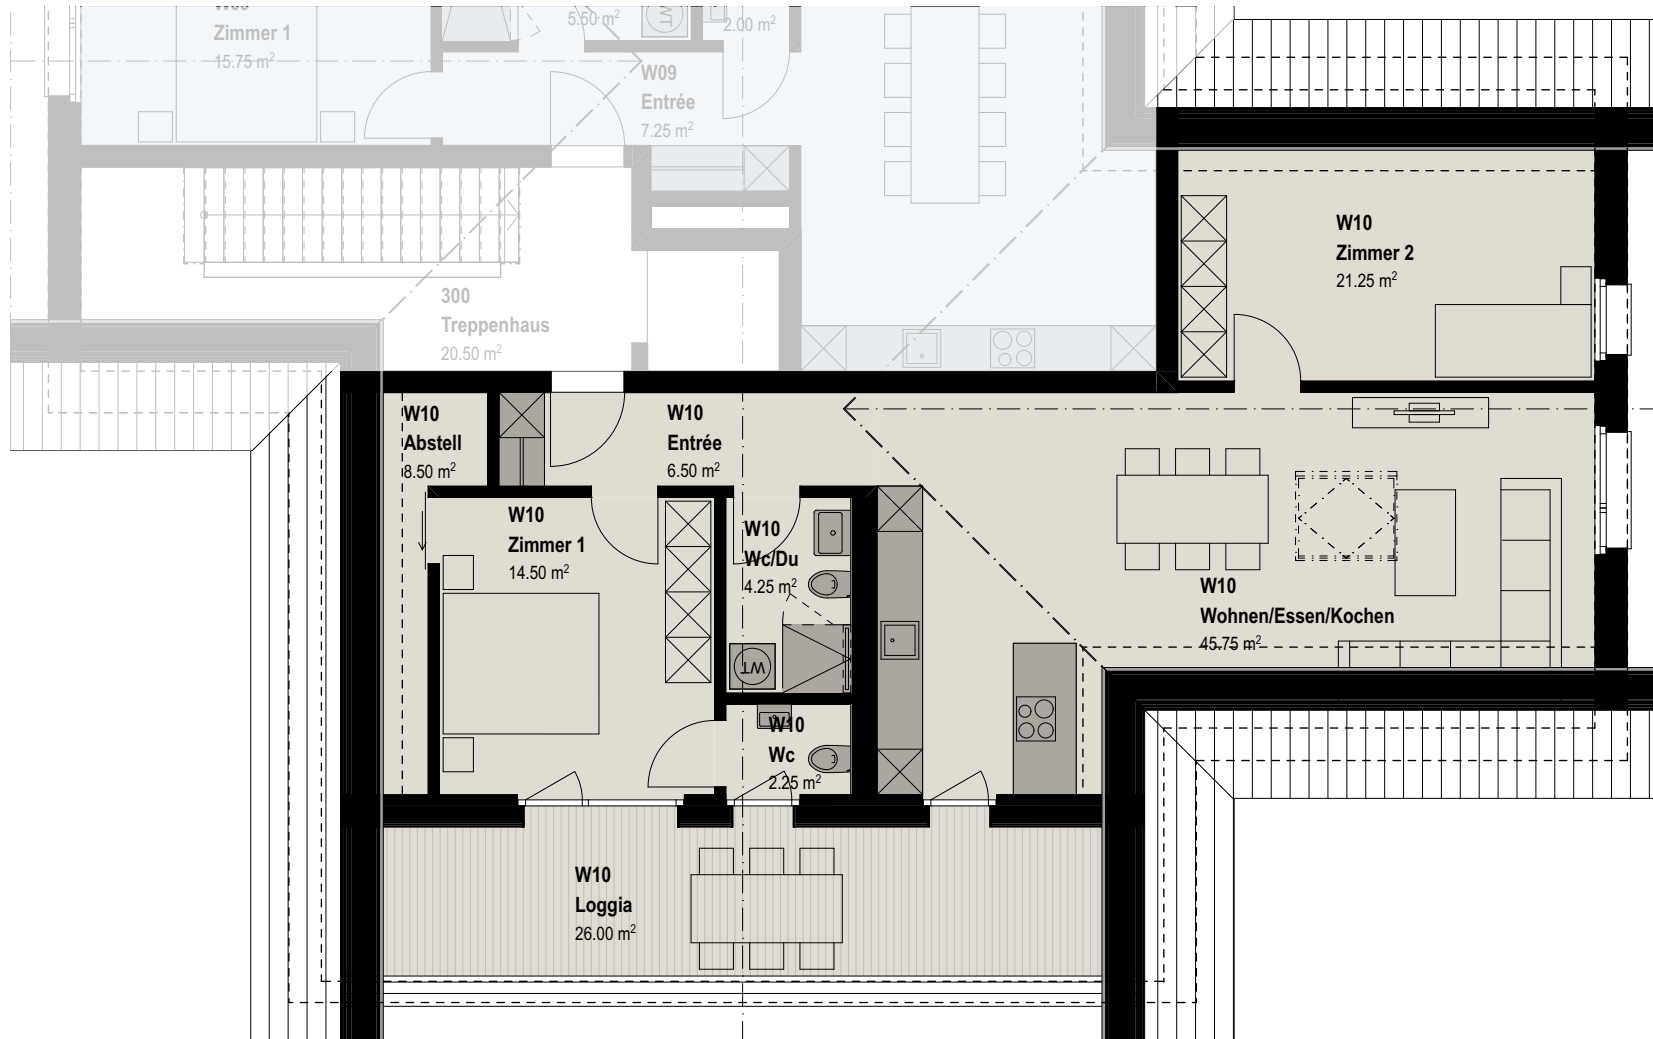 Zimmer 1
15.75 m²
5.50 m²
WT
2.00 m²
W09
Entrée
7.25 m²
300
Treppenhaus
20.50 m²
W10
Zimmer 2
21.25 m²
W10
Abstell
8.50 m²
W10
Entrée
6.50 m²
W10
Zimmer 1
14.50 m²
W10
Wc/Du
4.25 m²
WT
W10
Wohnen/Essen/Kochen
45.75 m²
W10
Wc
2.25 m²
W10
Loggia
26.00 m²